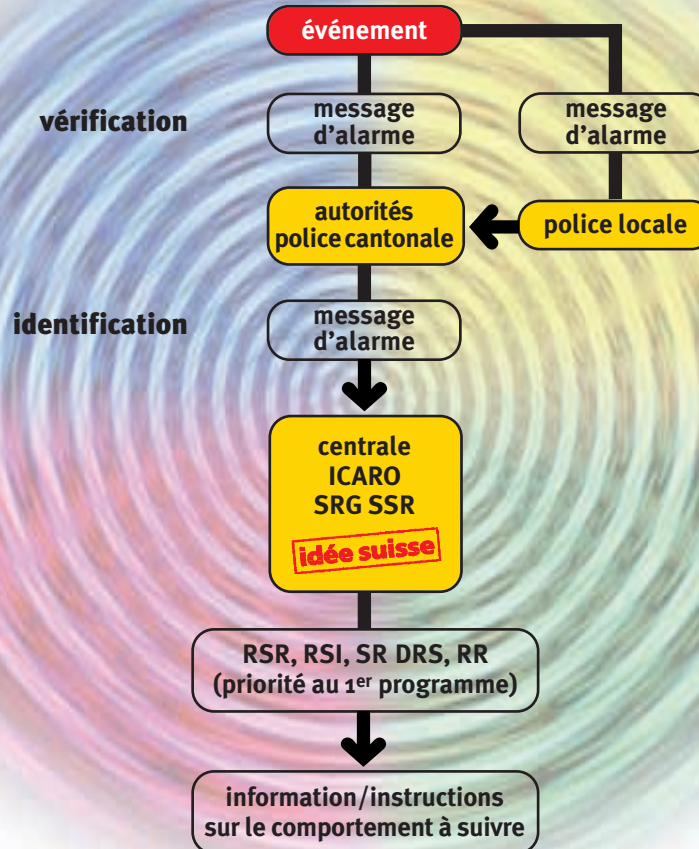 événement
vérification
message
d'alarme
message
d'alarme
autorités
police cantonale
police locale
identification
message
d'alarme
centrale
ICARO
SRG SSR
idée suisse
RSR, RSI, SR DRS, RR
(priorité au 1er programme)
information/instructions
sur le comportement à suivre